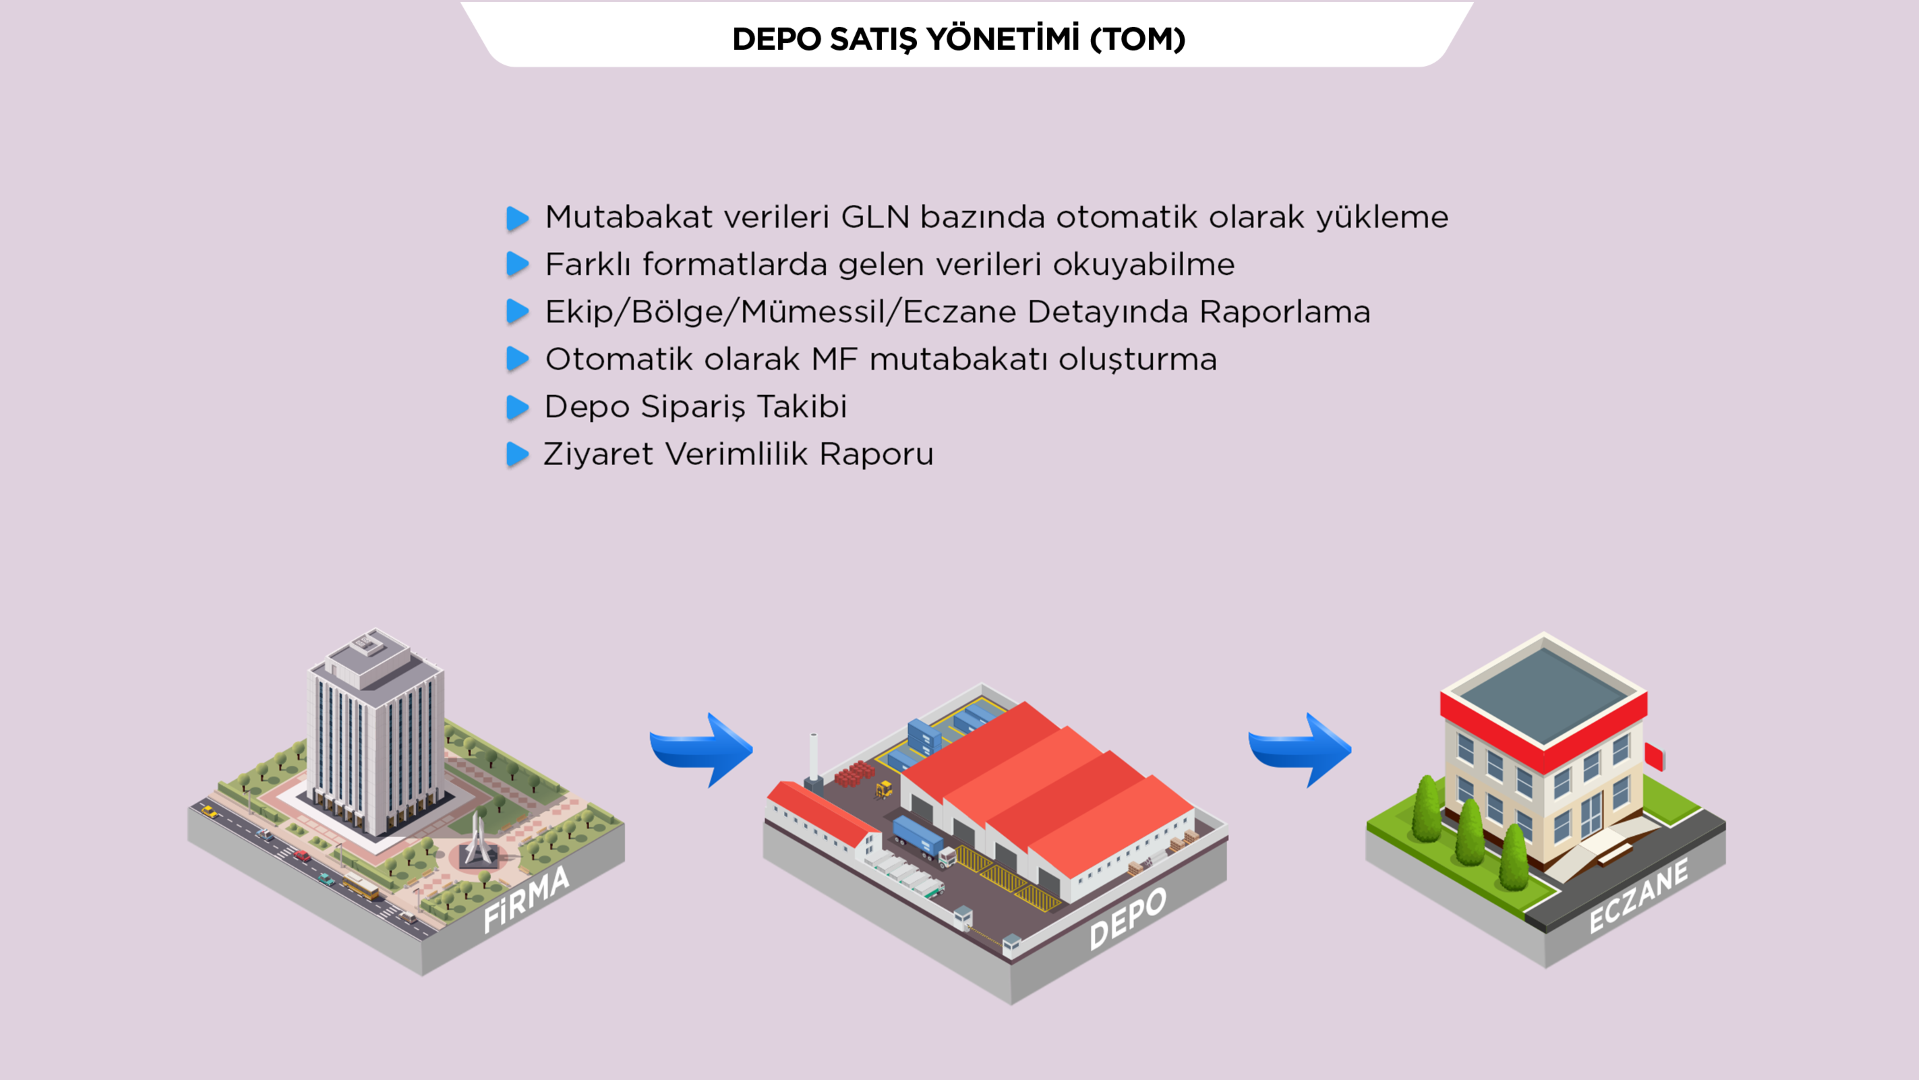 DEPO SATIŞ YÖNETİMİ (TOM)
Mutabakat verileri GLN bazında otomatik olarak yükleme
Farklı formatlarda gelen verileri okuyabilme
Ekip/Bölge/Mümessil/Eczane Detayında Raporlama
Otomatik olarak MF mutabakatı oluşturma
Depo Sipariş Takibi
Ziyaret Verimlilik Raporu
FİRMA
DEPO
ECZANE